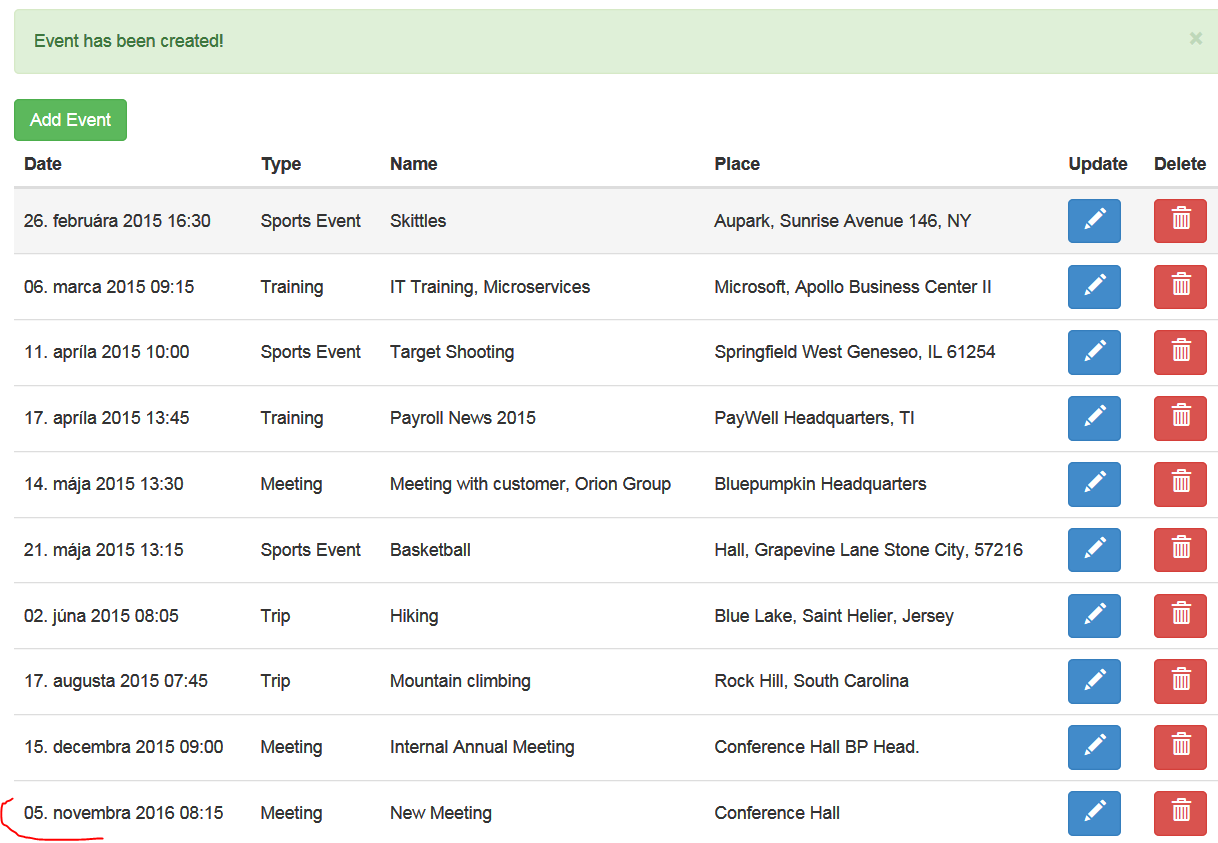 Event has been created!
×
Add Event
Date Type Name Place Update Delete
26. februára 2015 16:30 Sports Event Skittles Aupark, Sunrise Avenue 146, NY
06. marca 2015 09:15 Training IT Training, Microservices Microsoft, Apollo Business Center II
11. apríla 2015 10:00 Sports Event Target Shooting Springfield West Geneseo, IL 61254
17. apríla 2015 13:45 Training Payroll News 2015 PayWell Headquarters, TI
14. mája 2015 13:30 Meeting Meeting with customer, Orion Group Bluepumpkin Headquarters
21. mája 2015 13:15 Sports Event Basketball Hall, Grapevine Lane Stone City, 57216
02. júna 2015 08:05 Trip Hiking Blue Lake, Saint Helier, Jersey
17. augusta 2015 07:45 Trip Mountain climbing Rock Hill, South Carolina
15. decembra 2015 09:00 Meeting Internal Annual Meeting Conference Hall BP Head.
05. novembra 2016 08:15 Meeting New Meeting Conference Hall